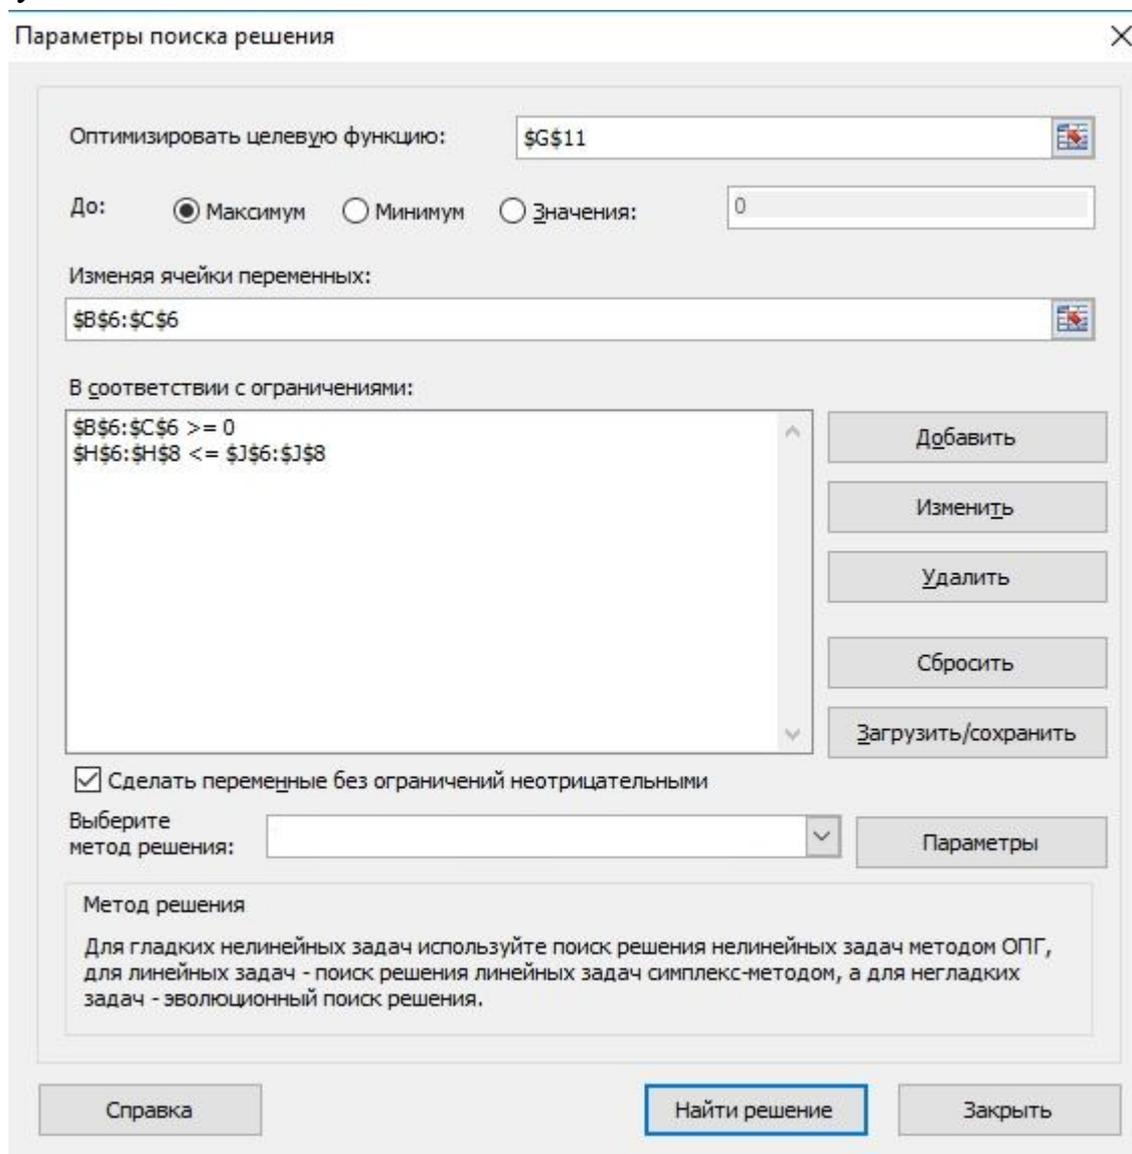 Параметры поиска решения
Оптимизировать целевую функцию:
$G$11
До:
Максимум
Минимум
Значения:
0
Изменяя ячейки переменных:
$B$6:$C$6
В соответствии с ограничениями:
$B$6:$C$6 >= 0
$H$6:$H$8 <= $J$6:$J$8
Добавить
Изменить
Удалить
Сбросить
Загрузить/сохранить
Сделать переменные без ограничений неотрицательными
Выберите
метод решения:
Параметры
Метод решения
Для гладких нелинейных задач используйте поиск решения нелинейных задач методом ОПГ,
для линейных задач - поиск решения линейных задач симплекс-методом, а для негладких
задач - эволюционный поиск решения.
Справка
Найти решение
Закрыть